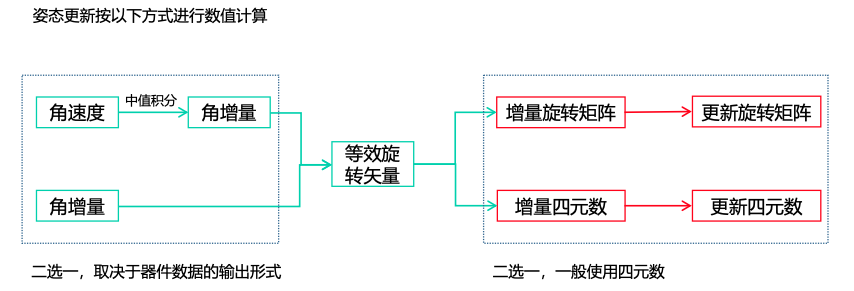 姿态更新按以下方式进行数值计算
角速度
中值积分
角增量
增量旋转矩阵
更新旋转矩阵
等效旋
转矢量
角增量
增量四元数
更新四元数
二选一，取决于器件数据的输出形式
二选一，一般使用四元数